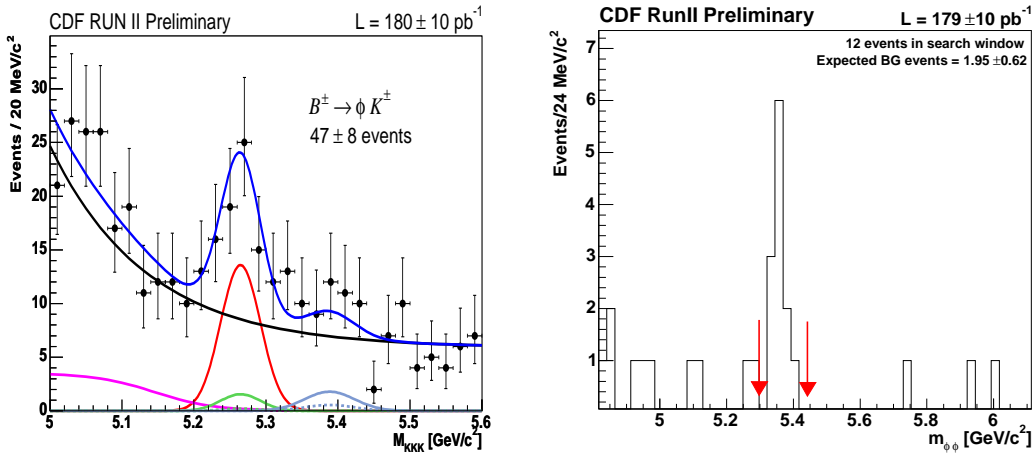 CDF RUN II Preliminary L = 180 ± 10 pb⁻¹
Events / 20 MeV/c²
B± → φ K±
47 ± 8 events
30
25
20
15
10
5
0
5 5.1 5.2 5.3 5.4 5.5 5.6
M_KKK [GeV/c²]
CDF RunII Preliminary L = 179 ± 10 pb⁻¹
Events/24 MeV/c²
12 events in search window
Expected BG events = 1.95 ±0.62
7
6
5
4
3
2
1
0
5 5.2 5.4 5.6 5.8 6
m_φφ [GeV/c²]